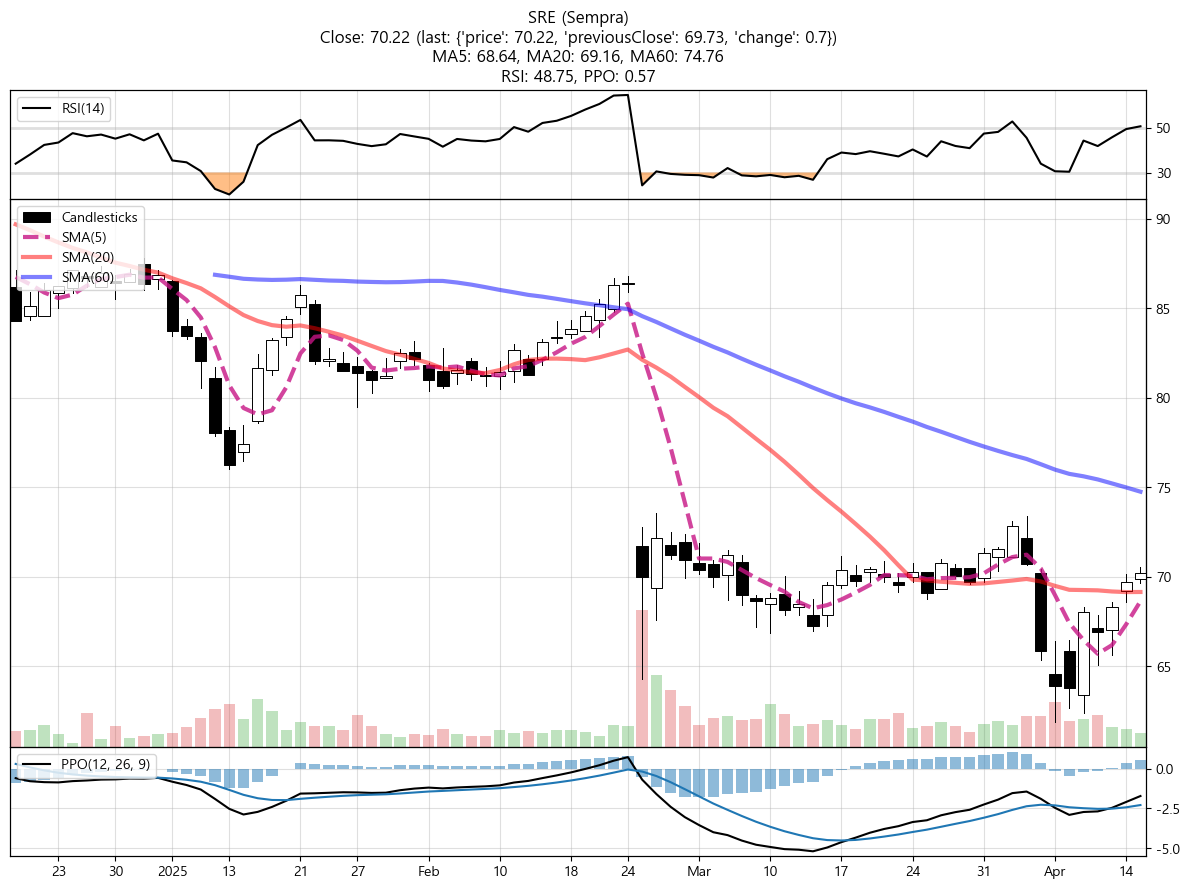 SRE (Sempra)
Close: 70.22 (last: {'price': 70.22, 'previousClose': 69.73, 'change': 0.7})
MA5: 68.64, MA20: 69.16, MA60: 74.76
RSI: 48.75, PPO: 0.57
RSI(14)
50
30
Candlesticks
SMA(5)
SMA(20)
SMA(60)
90
85
80
75
70
65
PPO(12, 26, 9)
0.0
-2.5
-5.0
23 30 2025 13 21 27 Feb 10 18 24 Mar 10 17 24 31 Apr 14